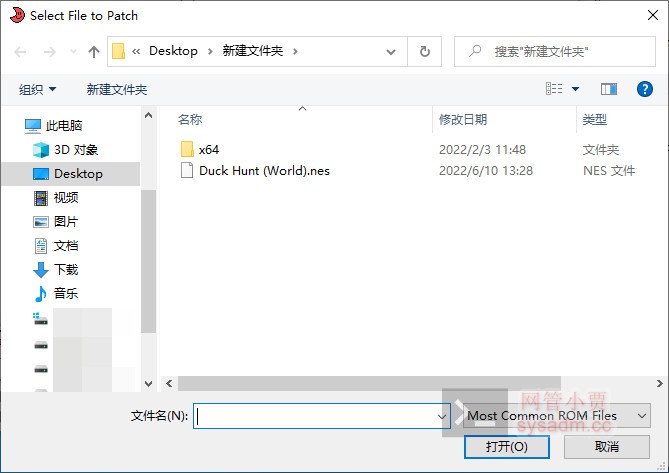 Select File to Patch
« Desktop > 新建文件夹 >
搜索"新建文件夹"
组织
新建文件夹
名称 修改日期 类型
此电脑
3D 对象
Desktop
视频
图片
文档
下载
音乐
x64 2022/2/3 11:48 文件夹
Duck Hunt (World).nes 2022/6/10 13:28 NES 文件
文件名(N):
Most Common ROM Files
网管小贾
sysadm.cc
打开(O)
取消